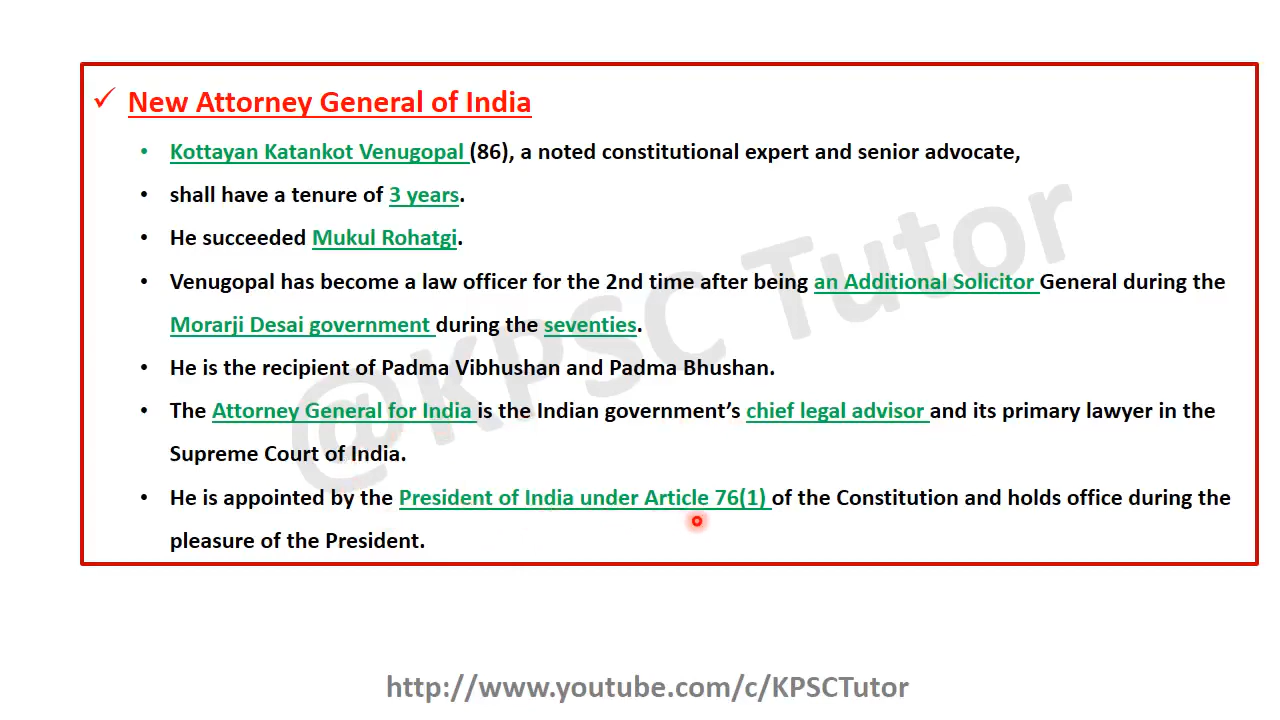 ✓ New Attorney General of India
• Kottayan Katankot Venugopal (86), a noted constitutional expert and senior advocate,
• shall have a tenure of 3 years.
• He succeeded Mukul Rohatgi.
• Venugopal has become a law officer for the 2nd time after being an Additional Solicitor General during the
Morarji Desai government during the seventies.
• He is the recipient of Padma Vibhushan and Padma Bhushan.
• The Attorney General for India is the Indian government’s chief legal advisor and its primary lawyer in the
Supreme Court of India.
• He is appointed by the President of India under Article 76(1) of the Constitution and holds office during the
pleasure of the President.
@KPSC Tutor
http://www.youtube.com/c/KPSCTutor